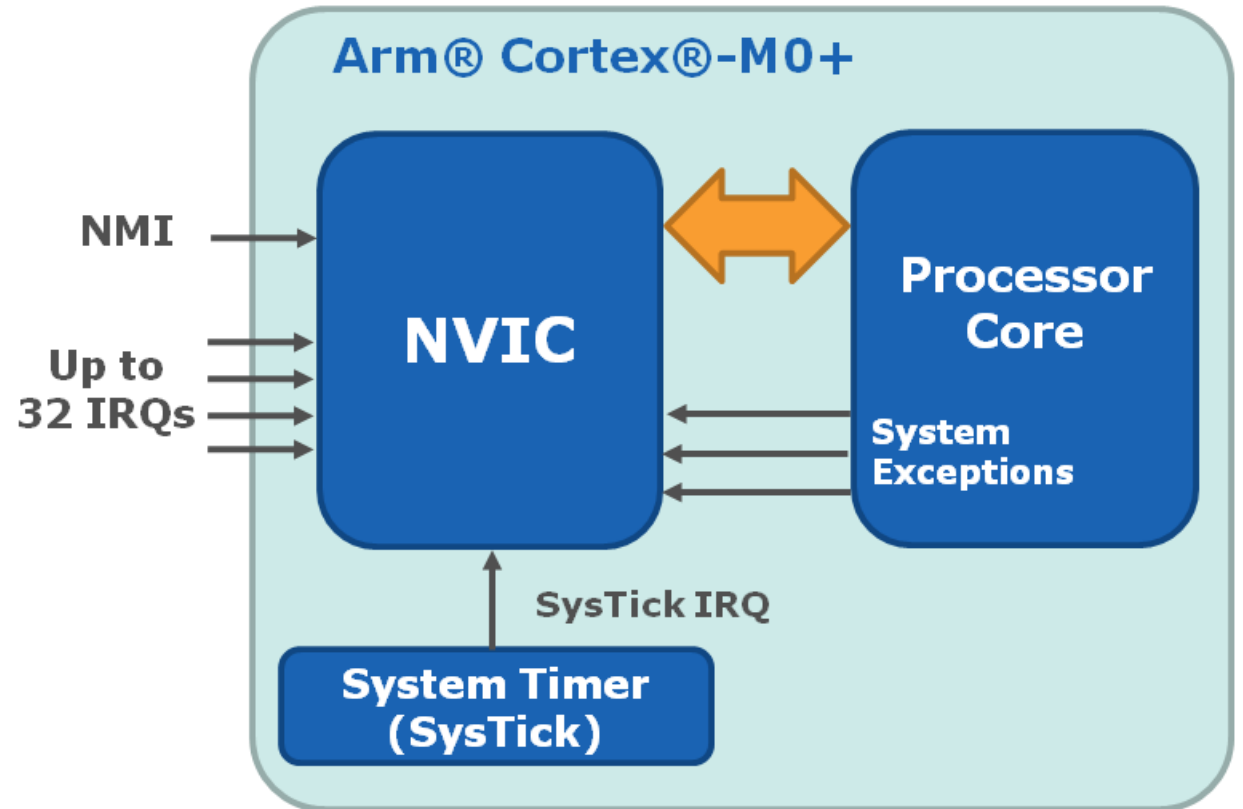 Arm® Cortex®-M0+
NMI
Up to
32 IRQs
NVIC
Processor
Core
System
Exceptions
SysTick IRQ
System Timer
(SysTick)